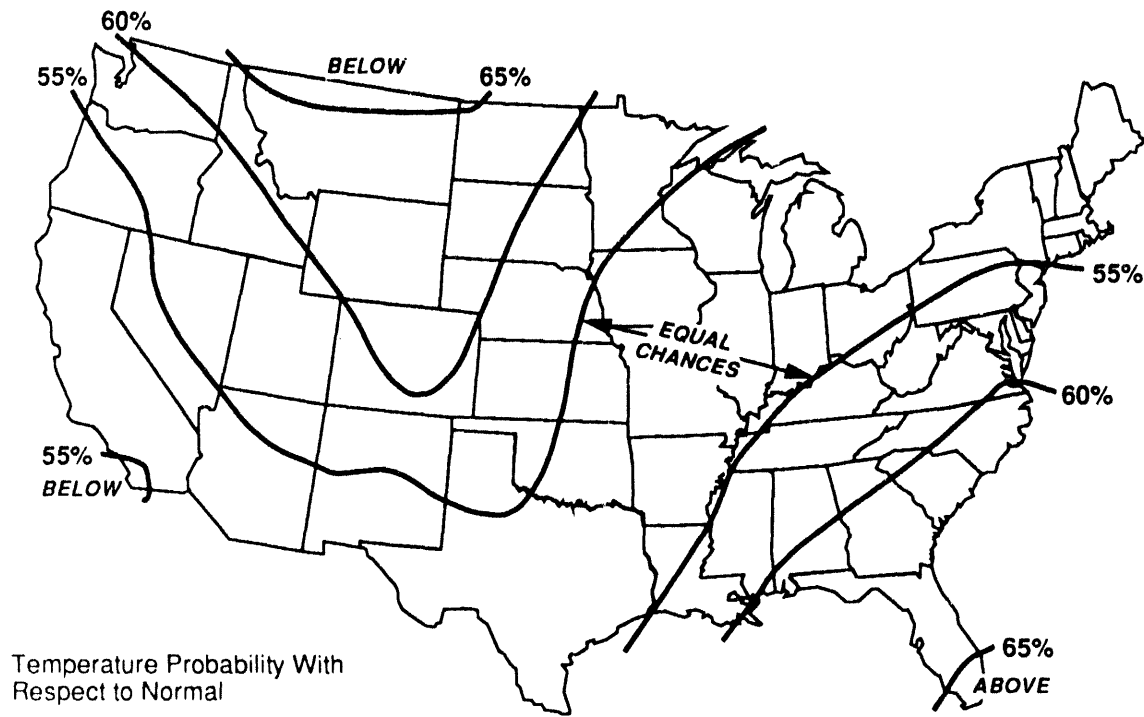 60%
55%
BELOW
65%
55%
EQUAL
CHANCES
60%
55%
BELOW
65%
ABOVE
Temperature Probability With
Respect to Normal